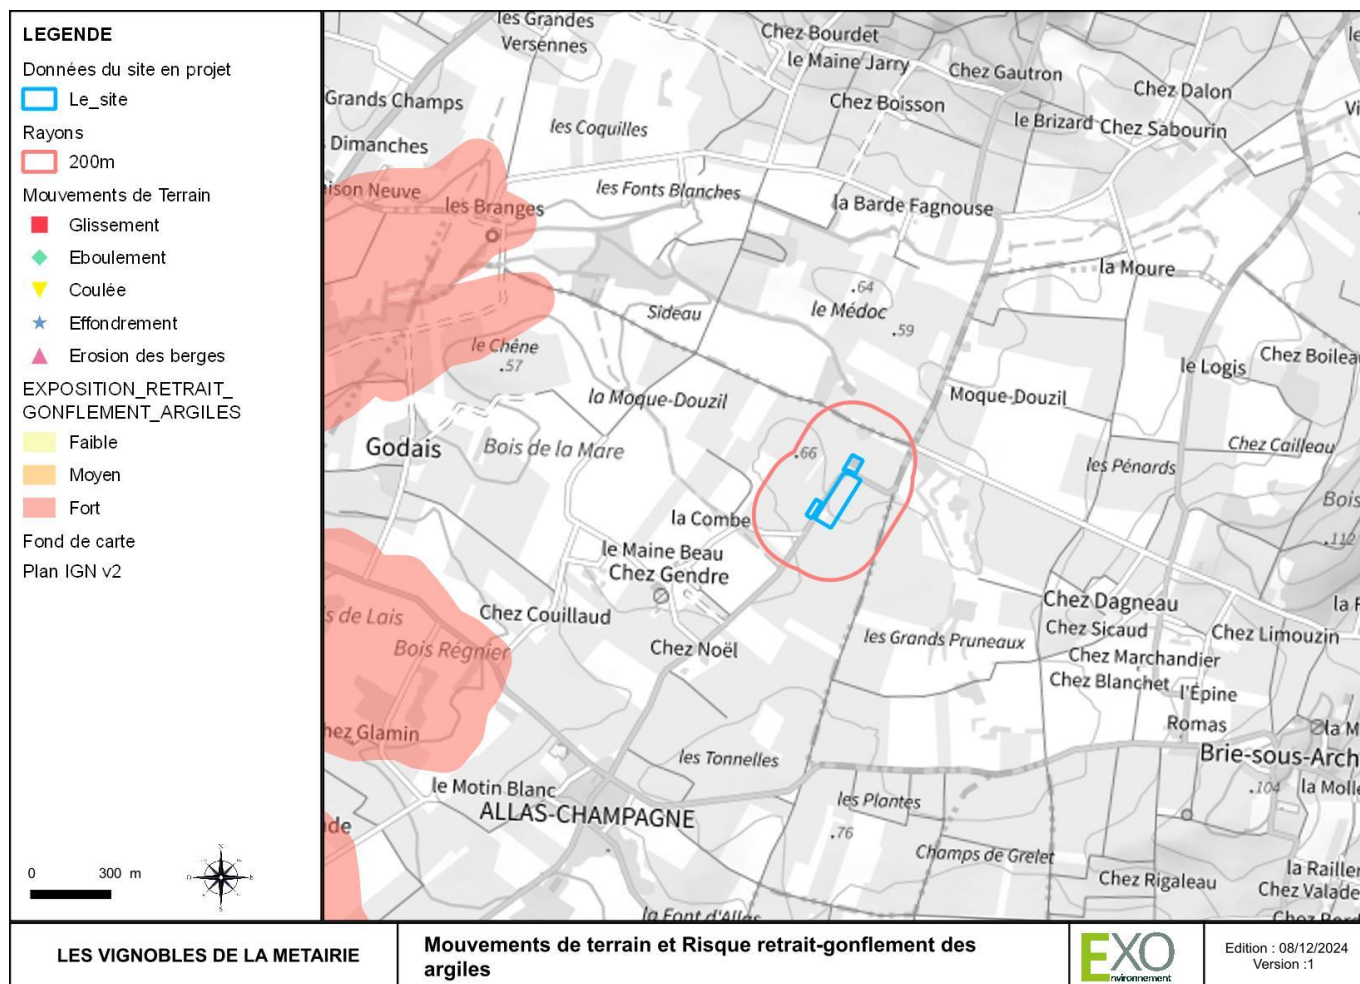 LEGENDE
Données du site en projet
Le_site
Rayons
200m
Mouvements de Terrain
Glissement
Eboulement
Coulée
Effondrement
Erosion des berges
EXPOSITION_RETRAIT_
GONFLEMENT_ARGILES
Faible
Moyen
Fort
Fond de carte
Plan IGN v2
0 300 m
les Grandes
Versennes
Chez Bourdet
le Maine Jarry
Chez Gautron
Chez Dalon
Grands Champs
Chez Boisson
le Brizard
Chez Sabourin
les Coquilles
Dimanches
ison Neuve
les Branges
les Fonts Blanches
la Barde Fagnouse
la Moure
.64
le Médoc
Sideau
.59
le Chêne
.57
le Logis
Chez Boileau
la Moque-Douzil
Moque-Douzil
Godais
Bois de la Mare
.66
les Pénards
Chez Cailleau
Bois
la Combe
.112
le Maine Beau
Chez Gendre
Chez Couillaud
s de Lais
Bois Régnier
Chez Noël
les Grands Pruneaux
Chez Dagneau
Chez Sicaud
Chez Limouzin
Chez Marchandier
Chez Blanchet
l'Épine
Romas
hez Glamin
les Tonnelles
la M
Brie-sous-Arch
le Motin Blanc
ALLAS-CHAMPAGNE
les Plantes
.104
la Molle
.76
de
Champs de Grelet
Chez Rigaleau
la Railler
Chez Valade
la Font d'Allas
LES VIGNOBLES DE LA METAIRIE
Mouvements de terrain et Risque retrait-gonflement des
argiles
EXO
nvironnement
Edition : 08/12/2024
Version :1